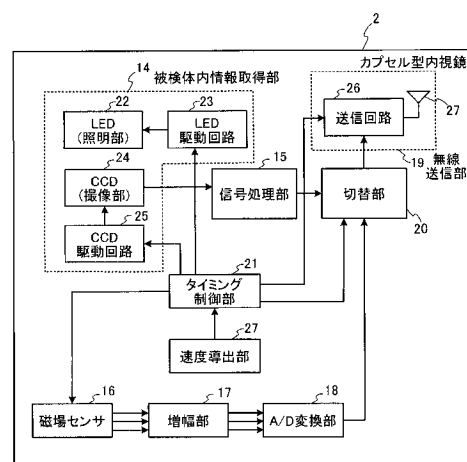 2
カプセル型内視鏡
14
被検体内情報取得部
22
LED
(照明部)
23
LED
駆動回路
26
送信回路
27
19
無線
送信部
24
CCD
(撮像部)
15
信号処理部
切替部
20
25
CCD
駆動回路
21
タイミング
制御部
27
速度導出部
16
磁場センサ
17
増幅部
18
A/D変換部